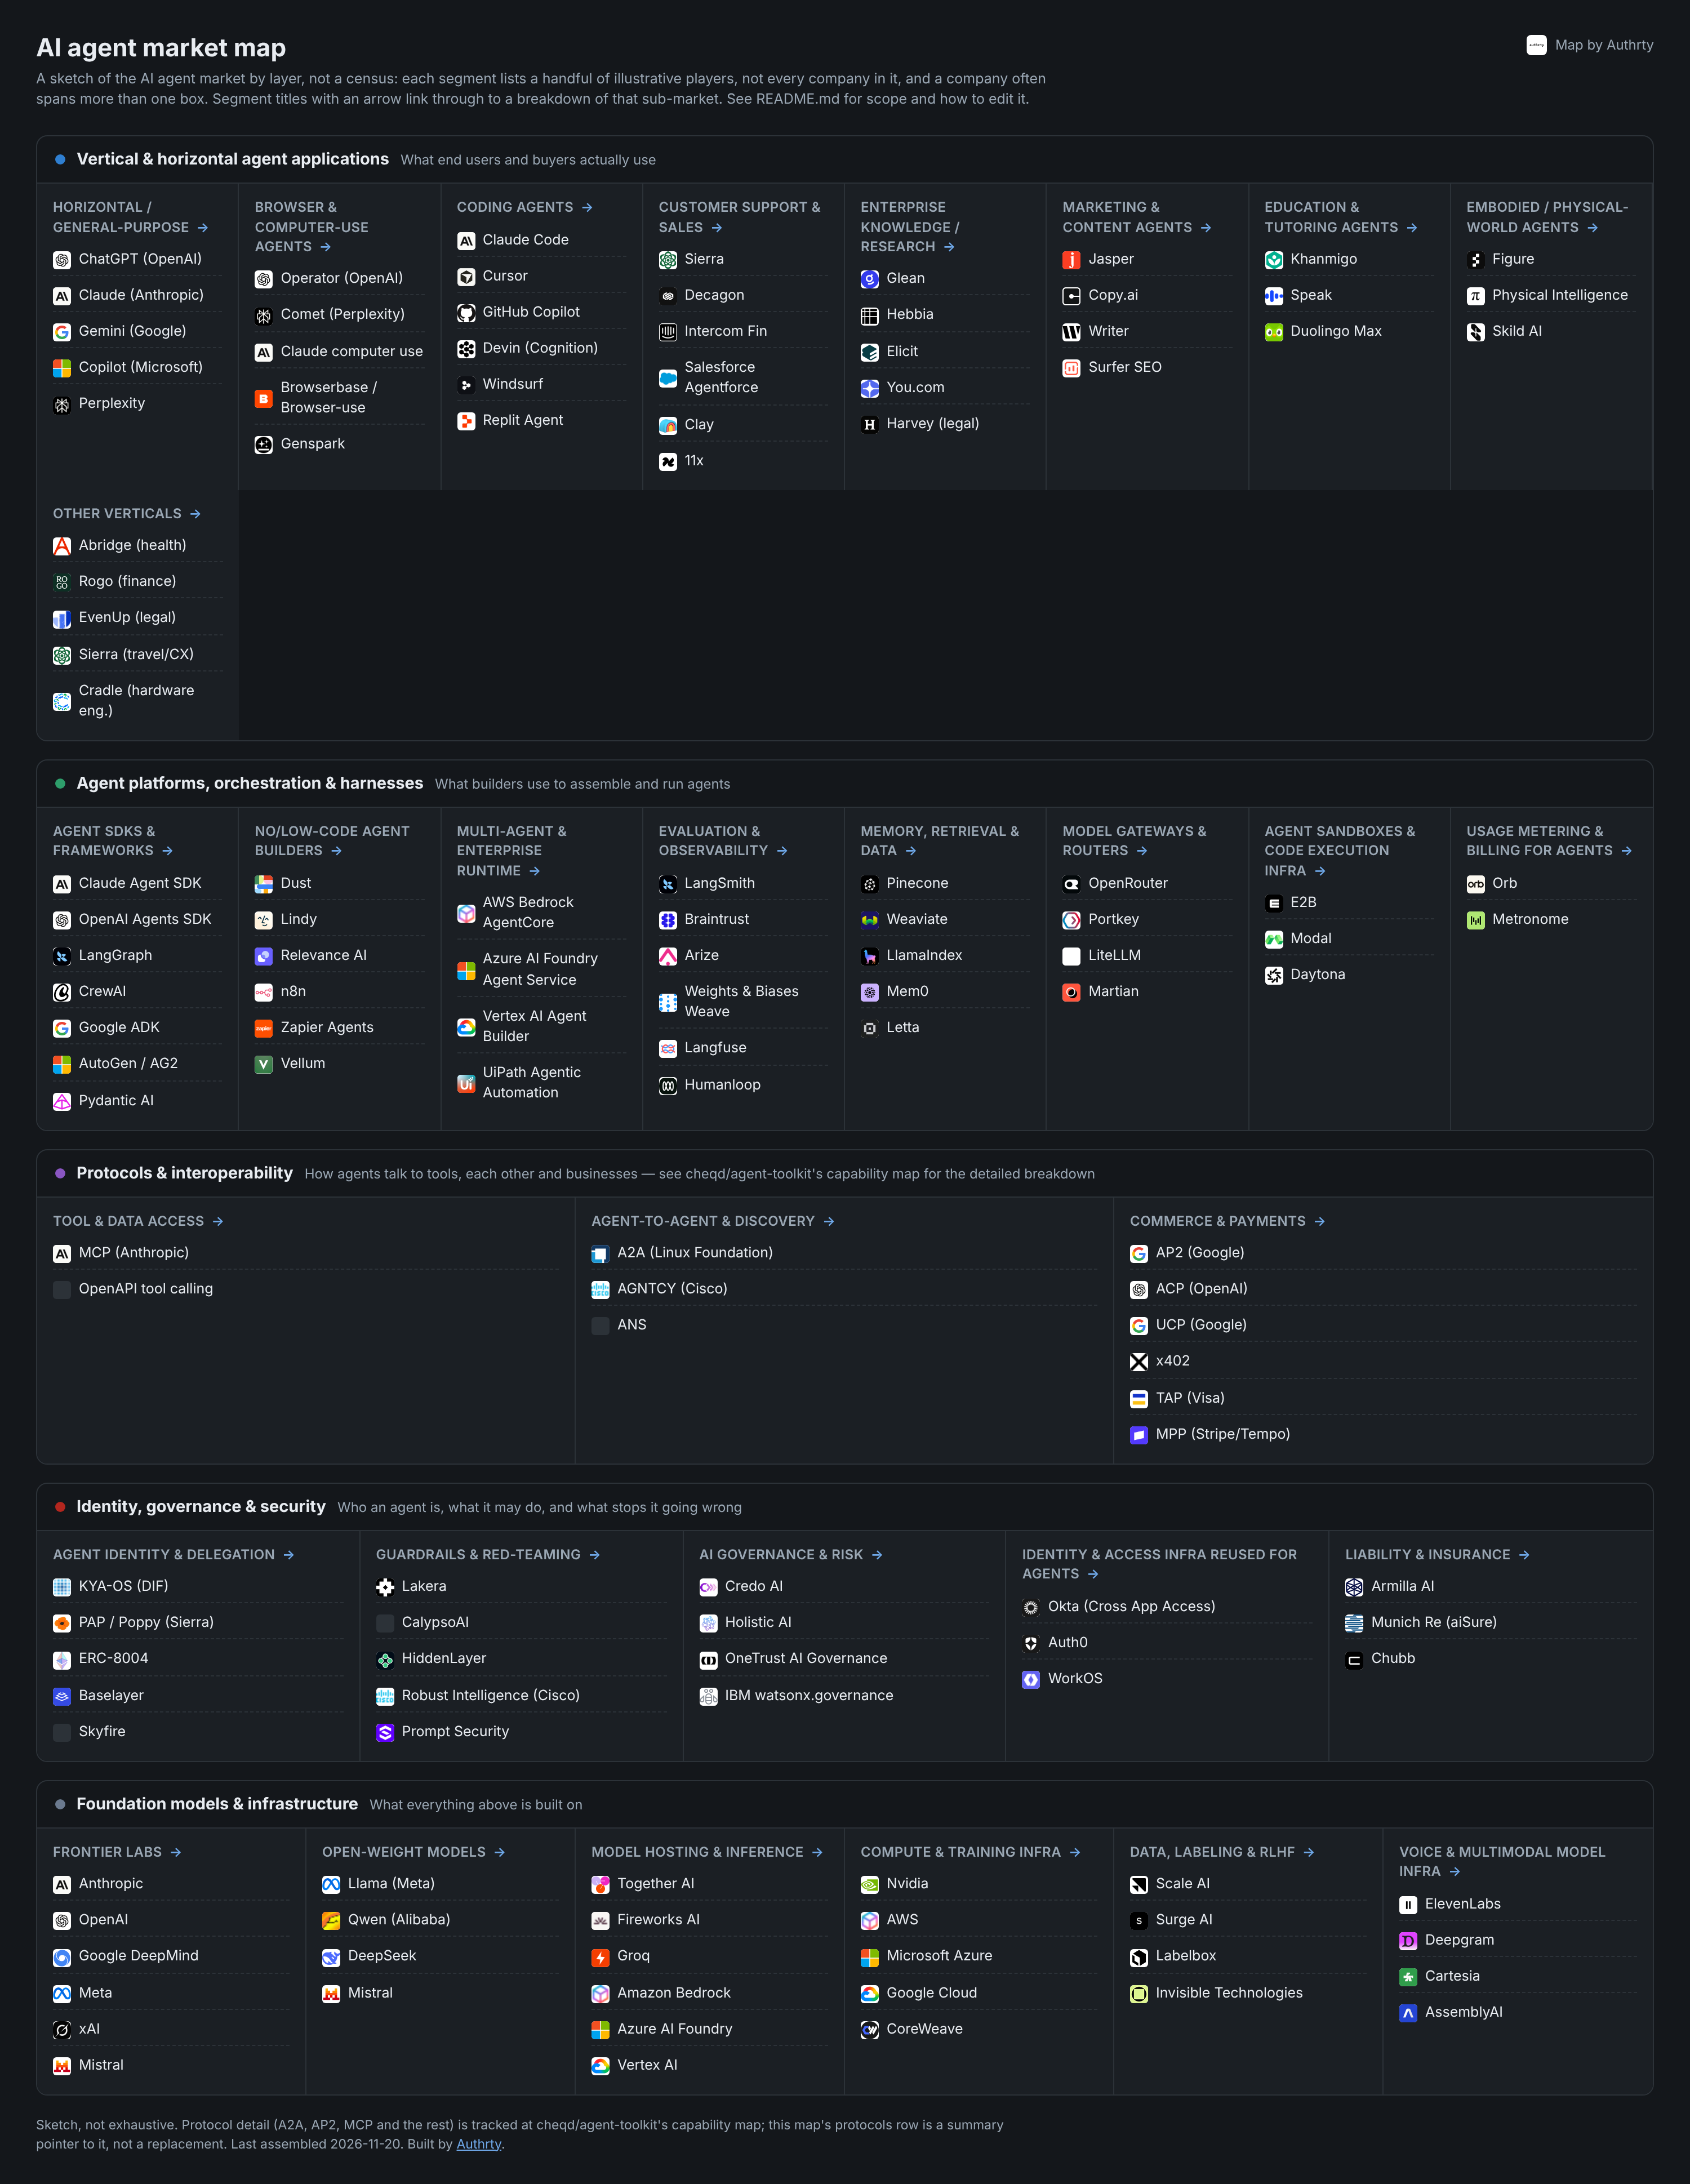 AI agent market map
Map by Authrty
A sketch of the AI agent market by layer, not a census: each segment lists a handful of illustrative players, not every company in it, and a company often
spans more than one box. Segment titles with an arrow link through to a breakdown of that sub-market. See README.md for scope and how to edit it.
Vertical & horizontal agent applications What end users and buyers actually use
HORIZONTAL /
GENERAL-PURPOSE →
ChatGPT (OpenAI)
Claude (Anthropic)
Gemini (Google)
Copilot (Microsoft)
Perplexity
BROWSER &
COMPUTER-USE
AGENTS →
Operator (OpenAI)
Comet (Perplexity)
Claude computer use
Browserbase /
Browser-use
Genspark
CODING AGENTS →
Claude Code
Cursor
GitHub Copilot
Devin (Cognition)
Windsurf
Replit Agent
CUSTOMER SUPPORT &
SALES →
Sierra
Decagon
Intercom Fin
Salesforce
Agentforce
Clay
11x
ENTERPRISE
KNOWLEDGE /
RESEARCH →
Glean
Hebbia
Elicit
You.com
Harvey (legal)
MARKETING &
CONTENT AGENTS →
Jasper
Copy.ai
Writer
Surfer SEO
EDUCATION &
TUTORING AGENTS →
Khanmigo
Speak
Duolingo Max
EMBODIED / PHYSICAL-
WORLD AGENTS →
Figure
Physical Intelligence
Skild AI
OTHER VERTICALS →
Abridge (health)
Rogo (finance)
EvenUp (legal)
Sierra (travel/CX)
Cradle (hardware
eng.)
Agent platforms, orchestration & harnesses What builders use to assemble and run agents
AGENT SDKS &
FRAMEWORKS →
Claude Agent SDK
OpenAI Agents SDK
LangGraph
CrewAI
Google ADK
AutoGen / AG2
Pydantic AI
NO/LOW-CODE AGENT
BUILDERS →
Dust
Lindy
Relevance AI
n8n
Zapier Agents
Vellum
MULTI-AGENT &
ENTERPRISE
RUNTIME →
AWS Bedrock
AgentCore
Azure AI Foundry
Agent Service
Vertex AI Agent
Builder
UiPath Agentic
Automation
EVALUATION &
OBSERVABILITY →
LangSmith
Braintrust
Arize
Weights & Biases
Weave
Langfuse
Humanloop
MEMORY, RETRIEVAL &
DATA →
Pinecone
Weaviate
LlamaIndex
Mem0
Letta
MODEL GATEWAYS &
ROUTERS →
OpenRouter
Portkey
LiteLLM
Martian
AGENT SANDBOXES &
CODE EXECUTION
INFRA →
E2B
Modal
Daytona
USAGE METERING &
BILLING FOR AGENTS →
Orb
Metronome
Protocols & interoperability How agents talk to tools, each other and businesses — see cheqd/agent-toolkit's capability map for the detailed breakdown
TOOL & DATA ACCESS →
MCP (Anthropic)
OpenAPI tool calling
AGENT-TO-AGENT & DISCOVERY →
A2A (Linux Foundation)
AGNTCY (Cisco)
ANS
COMMERCE & PAYMENTS →
AP2 (Google)
ACP (OpenAI)
UCP (Google)
x402
TAP (Visa)
MPP (Stripe/Tempo)
Identity, governance & security Who an agent is, what it may do, and what stops it going wrong
AGENT IDENTITY & DELEGATION →
KYA-OS (DIF)
PAP / Poppy (Sierra)
ERC-8004
Baselayer
Skyfire
GUARDRAILS & RED-TEAMING →
Lakera
CalypsoAI
HiddenLayer
Robust Intelligence (Cisco)
Prompt Security
AI GOVERNANCE & RISK →
Credo AI
Holistic AI
OneTrust AI Governance
IBM watsonx.governance
IDENTITY & ACCESS INFRA REUSED FOR
AGENTS →
Okta (Cross App Access)
Auth0
WorkOS
LIABILITY & INSURANCE →
Armilla AI
Munich Re (aiSure)
Chubb
Foundation models & infrastructure What everything above is built on
FRONTIER LABS →
Anthropic
OpenAI
Google DeepMind
Meta
xAI
Mistral
OPEN-WEIGHT MODELS →
Llama (Meta)
Qwen (Alibaba)
DeepSeek
Mistral
MODEL HOSTING & INFERENCE →
Together AI
Fireworks AI
Groq
Amazon Bedrock
Azure AI Foundry
Vertex AI
COMPUTE & TRAINING INFRA →
Nvidia
AWS
Microsoft Azure
Google Cloud
CoreWeave
DATA, LABELING & RLHF →
Scale AI
Surge AI
Labelbox
Invisible Technologies
VOICE & MULTIMODAL MODEL
INFRA →
ElevenLabs
Deepgram
Cartesia
AssemblyAI
Sketch, not exhaustive. Protocol detail (A2A, AP2, MCP and the rest) is tracked at cheqd/agent-toolkit's capability map; this map's protocols row is a summary
pointer to it, not a replacement. Last assembled 2026-11-20. Built by Authrty.